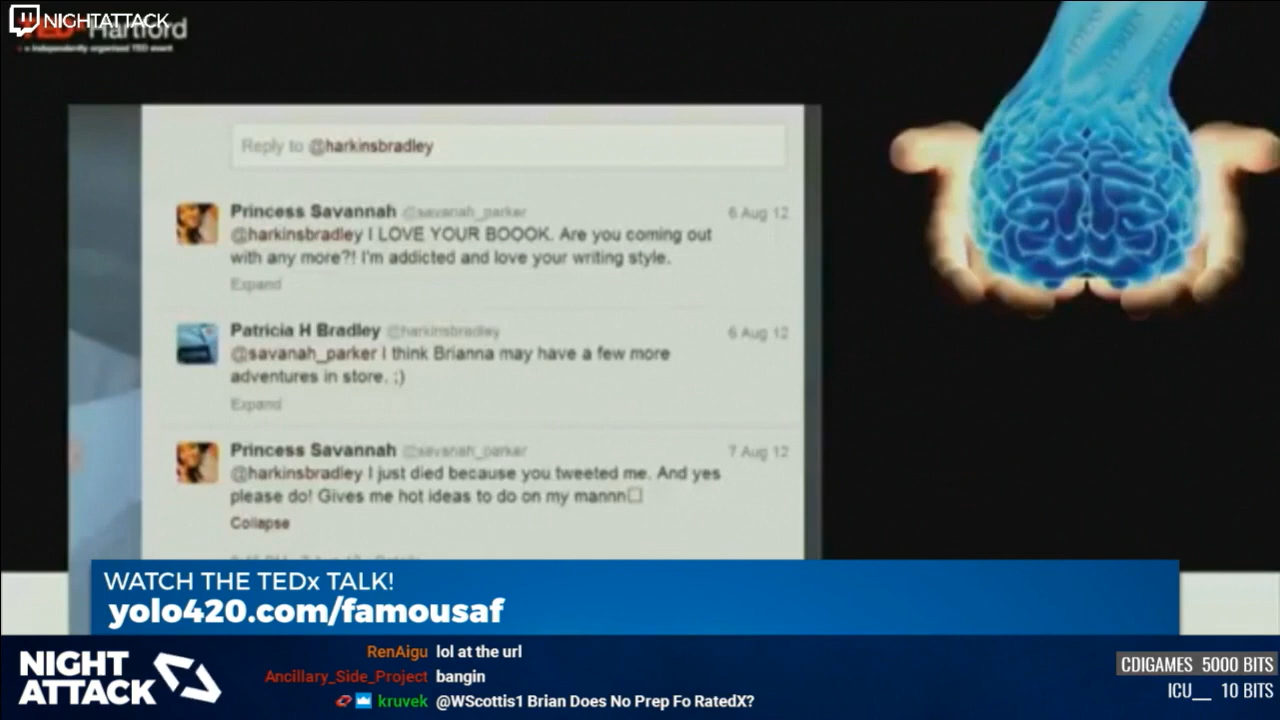 NIGHTATTACK
TEDxHartford
Reply to @harkinsbradley
Princess Savannah @savanah_parker 6 Aug 12
@harkinsbradley I LOVE YOUR BOOOK. Are you coming out
with any more?! I'm addicted and love your writing style.
Expand
Patricia H Bradley @harkinsbradley 6 Aug 12
@savanah_parker I think Brianna may have a few more
adventures in store. ;)
Expand
Princess Savannah @savanah_parker 7 Aug 12
@harkinsbradley I just died because you tweeted me. And yes
please do! Gives me hot ideas to do on my mannn
Collapse
WATCH THE TEDx TALK!
yolo420.com/famousaf
NIGHT
ATTACK
RenAigu lol at the url
Ancillary_Side_Project bangin
kruvek @WScottis1 Brian Does No Prep Fo RatedX?
CDIGAMES 5000 BITS
ICU__ 10 BITS